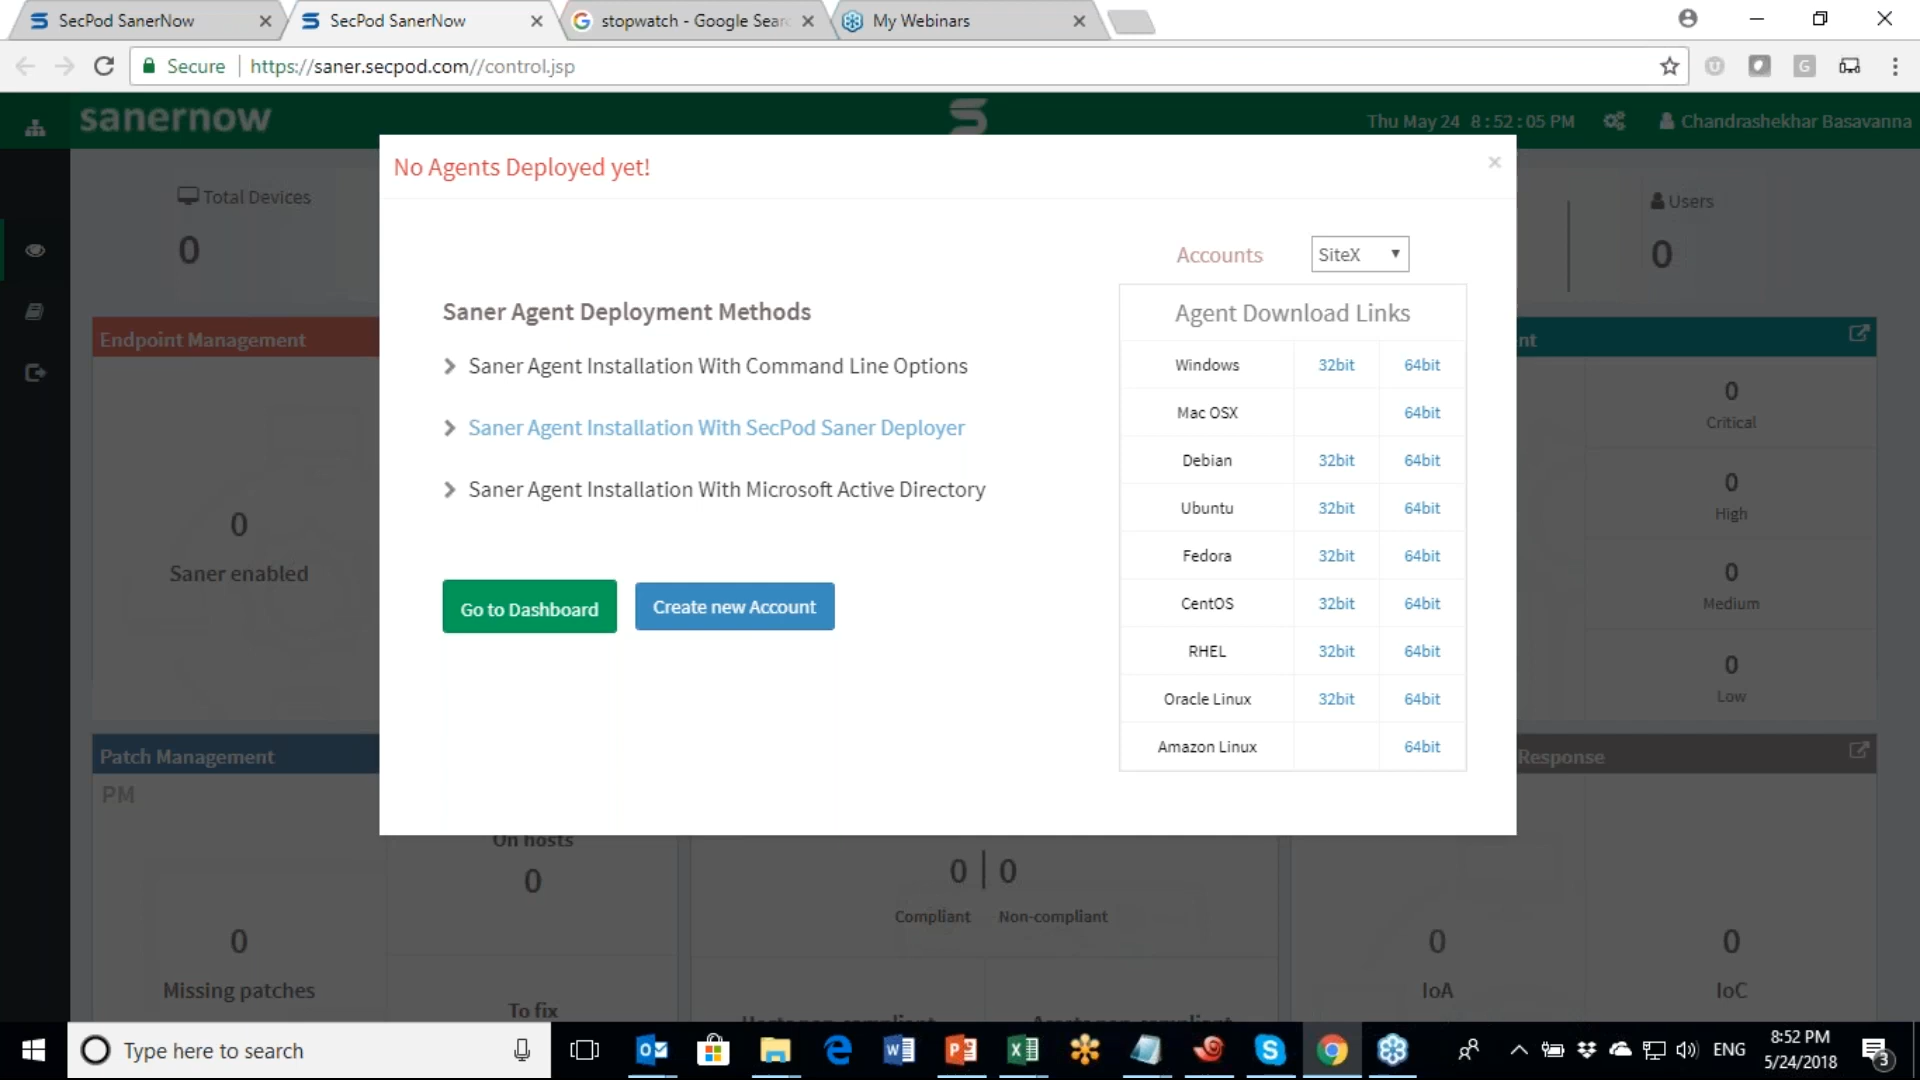 SecPod SanerNow
SecPod SanerNow
stopwatch - Google Sear
My Webinars
Secure
https://saner.secpod.com//control.jsp
sanernow
Thu May 24 8 : 52 : 05 PM
Chandrashekhar Basavanna
No Agents Deployed yet!
Total Devices
0
Users
0
Accounts
SiteX
Saner Agent Deployment Methods
Saner Agent Installation With Command Line Options
Saner Agent Installation With SecPod Saner Deployer
Saner Agent Installation With Microsoft Active Directory
Go to Dashboard
Create new Account
Agent Download Links
Windows 32bit 64bit
Mac OSX 64bit
Debian 32bit 64bit
Ubuntu 32bit 64bit
Fedora 32bit 64bit
CentOS 32bit 64bit
RHEL 32bit 64bit
Oracle Linux 32bit 64bit
Amazon Linux 64bit
Endpoint Management
0
Saner enabled
nt
0
Critical
0
High
0
Medium
0
Low
Patch Management
PM
0
Missing patches
On hosts
0
To fix
0 | 0
Compliant Non-compliant
Response
0
IoA
0
IoC
Type here to search
ENG
8:52 PM
5/24/2018
3